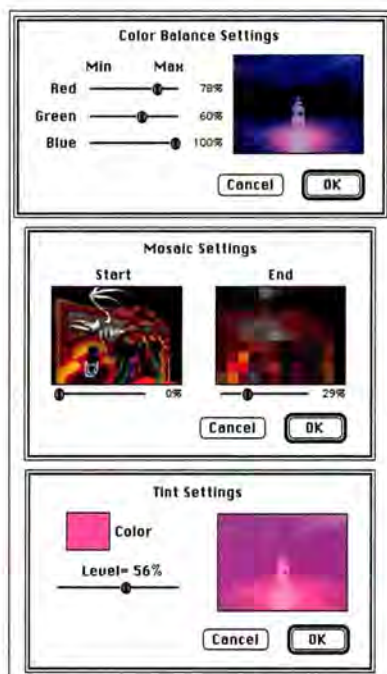 Color Balance Settings
Min Max
Red 78%
Green 60%
Blue 100%
Cancel OK
Mosaic Settings
Start End
0% 29%
Cancel OK
Tint Settings
Color
Level= 56%
Cancel OK